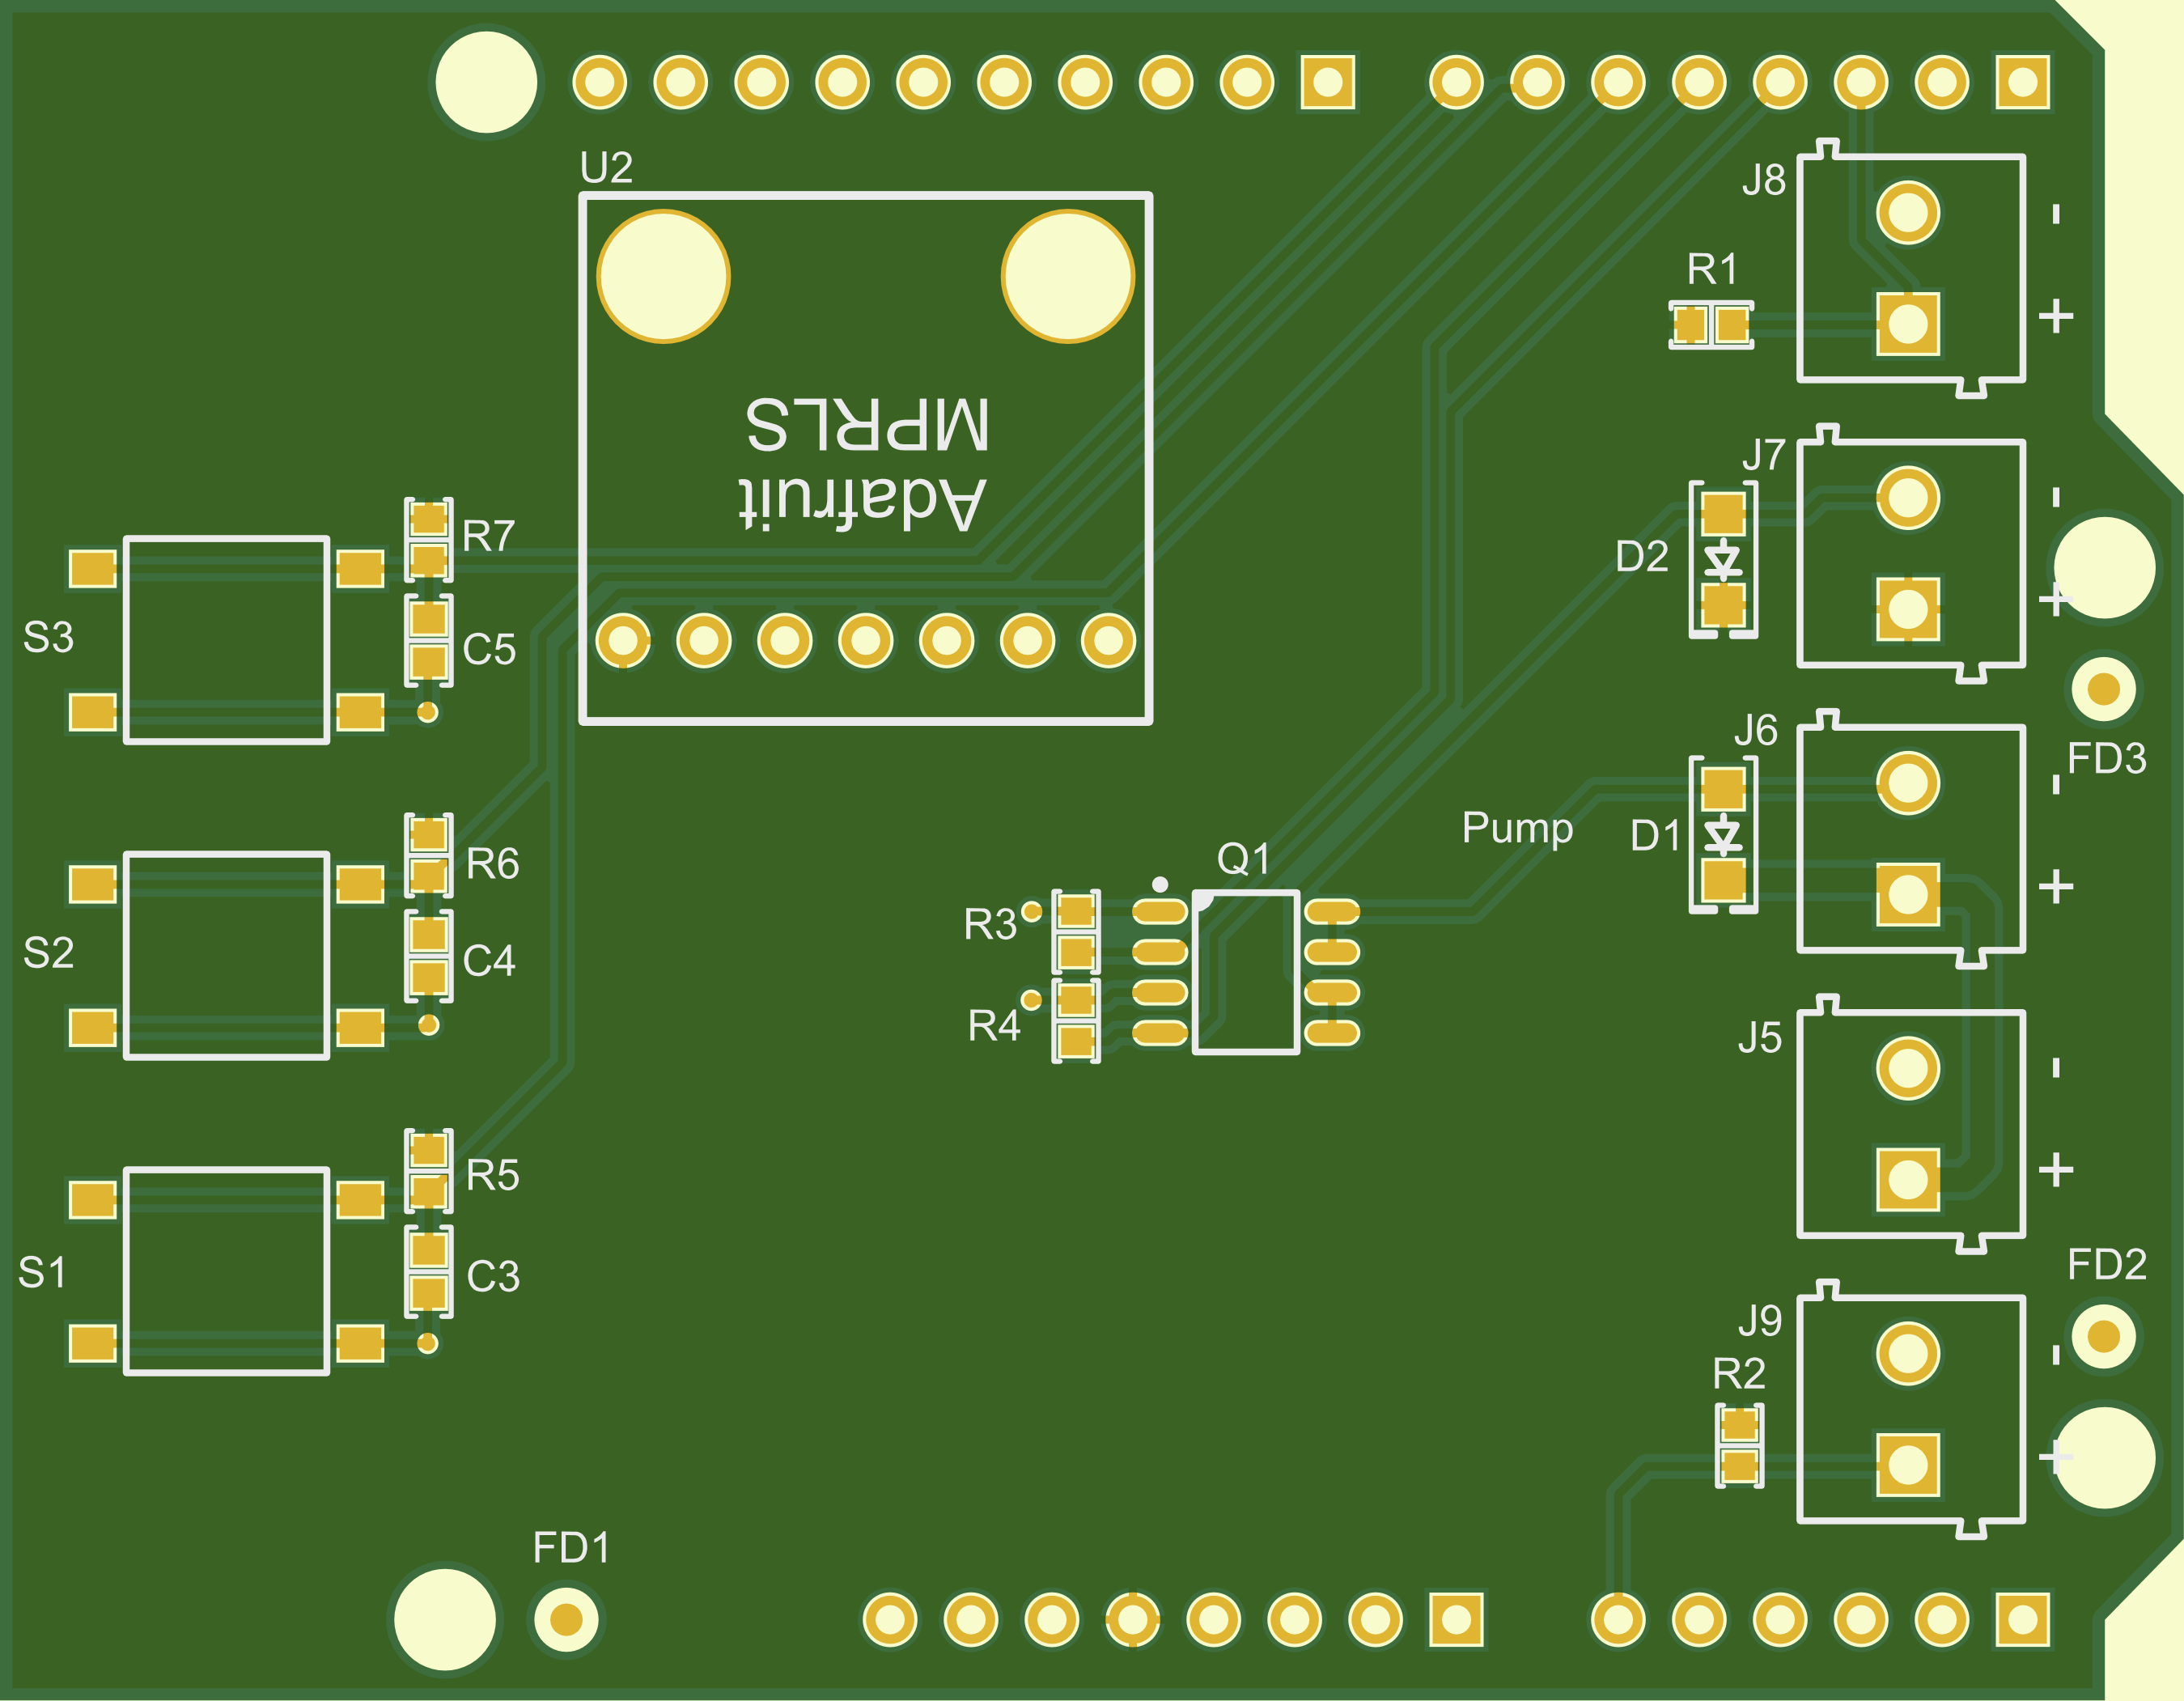 U2
J8
-
R1
+
MPRLS
Adafruit
J7
-
R7
D2
+
S3
C5
J6
FD3
-
Pump
D1
Q1
R6
+
R3
S2
C4
R4
J5
-
R5
+
S1
C3
FD2
J9
-
R2
+
FD1